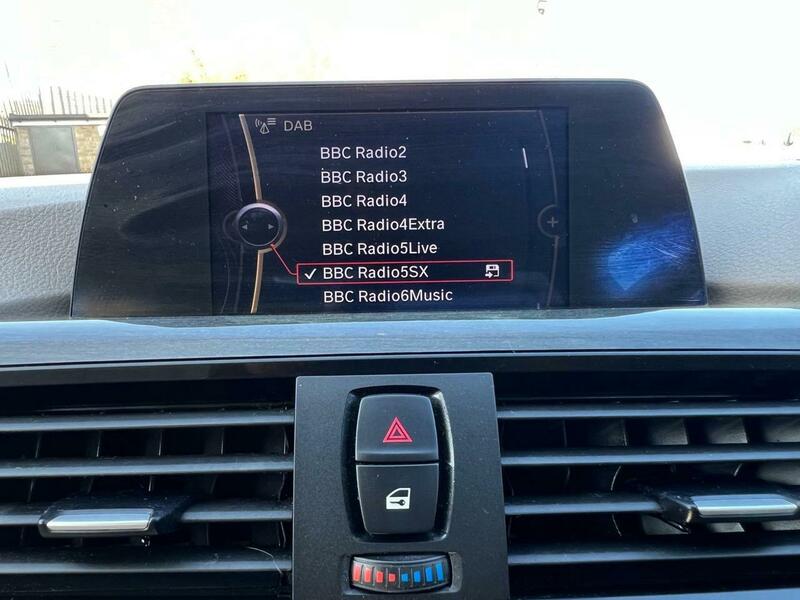 DAB
BBC Radio2
BBC Radio3
BBC Radio4
BBC Radio4Extra
BBC Radio5Live
BBC Radio5SX
BBC Radio6Music